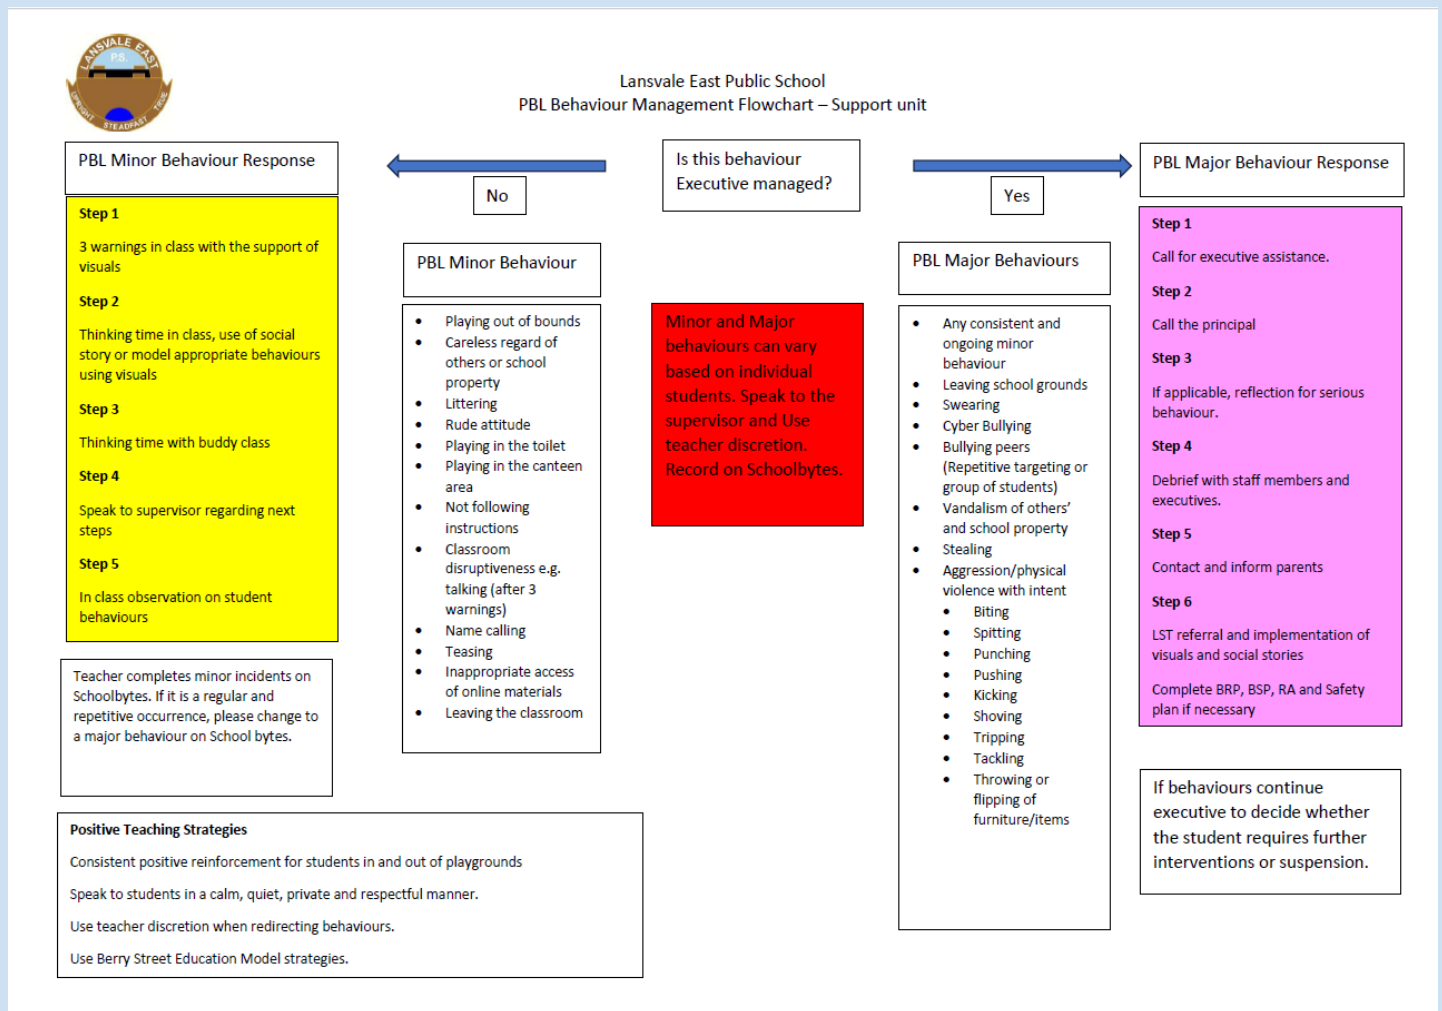 LANSVALE EAST
P.S.
UPRIGHT STEADFAST TRUE
Lansvale East Public School
PBL Behaviour Management Flowchart – Support unit
PBL Minor Behaviour Response
Step 1
3 warnings in class with the support of
visuals
Step 2
Thinking time in class, use of social
story or model appropriate behaviours
using visuals
Step 3
Thinking time with buddy class
Step 4
Speak to supervisor regarding next
steps
Step 5
In class observation on student
behaviours
Teacher completes minor incidents on
Schoolbytes. If it is a regular and
repetitive occurrence, please change to
a major behaviour on School bytes.
No
PBL Minor Behaviour
• Playing out of bounds
• Careless regard of
others or school
property
• Littering
• Rude attitude
• Playing in the toilet
• Playing in the canteen
area
• Not following
instructions
• Classroom
disruptiveness e.g.
talking (after 3
warnings)
• Name calling
• Teasing
• Inappropriate access
of online materials
• Leaving the classroom
Positive Teaching Strategies
Consistent positive reinforcement for students in and out of playgrounds
Speak to students in a calm, quiet, private and respectful manner.
Use teacher discretion when redirecting behaviours.
Use Berry Street Education Model strategies.
Is this behaviour
Executive managed?
Minor and Major
behaviours can vary
based on individual
students. Speak to the
supervisor and Use
teacher discretion.
Record on Schoolbytes.
Yes
PBL Major Behaviours
• Any consistent and
ongoing minor
behaviour
• Leaving school grounds
• Swearing
• Cyber Bullying
• Bullying peers
(Repetitive targeting or
group of students)
• Vandalism of others’
and school property
• Stealing
• Aggression/physical
violence with intent
• Biting
• Spitting
• Punching
• Pushing
• Kicking
• Shoving
• Tripping
• Tackling
• Throwing or
flipping of
furniture/items
PBL Major Behaviour Response
Step 1
Call for executive assistance.
Step 2
Call the principal
Step 3
If applicable, reflection for serious
behaviour.
Step 4
Debrief with staff members and
executives.
Step 5
Contact and inform parents
Step 6
LST referral and implementation of
visuals and social stories
Complete BRP, BSP, RA and Safety
plan if necessary
If behaviours continue
executive to decide whether
the student requires further
interventions or suspension.